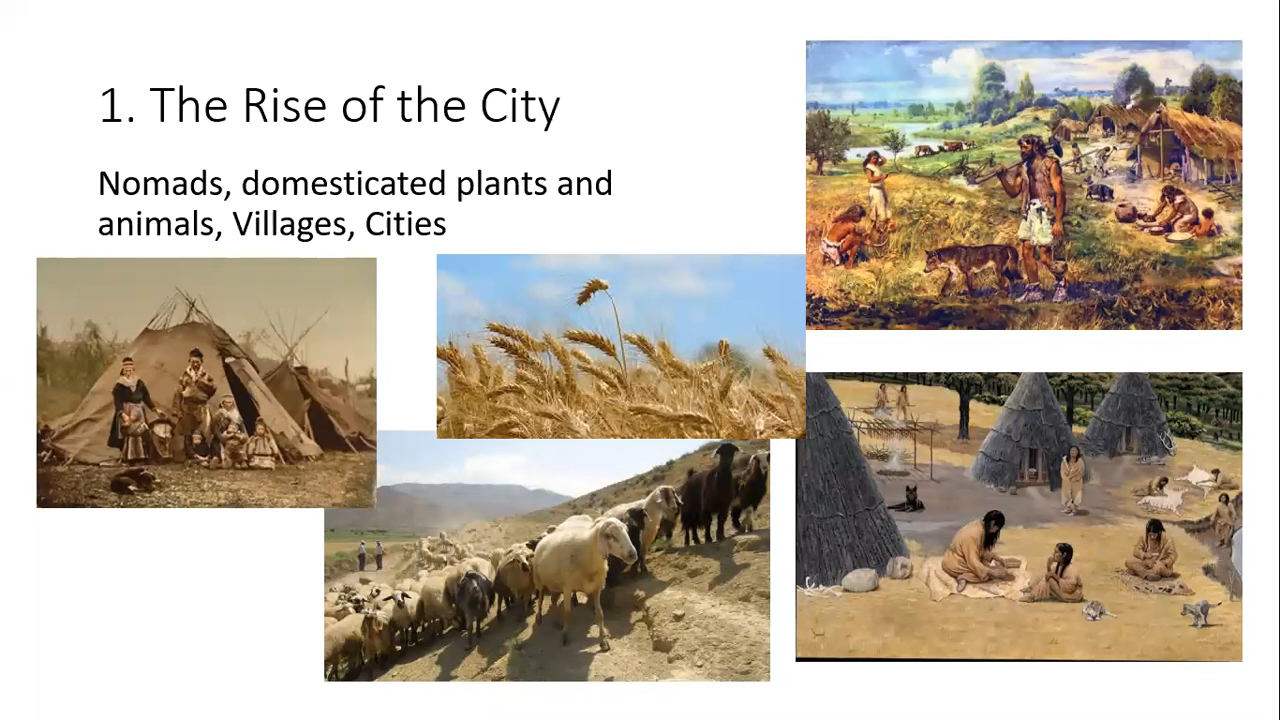 1. The Rise of the City
Nomads, domesticated plants and
animals, Villages, Cities